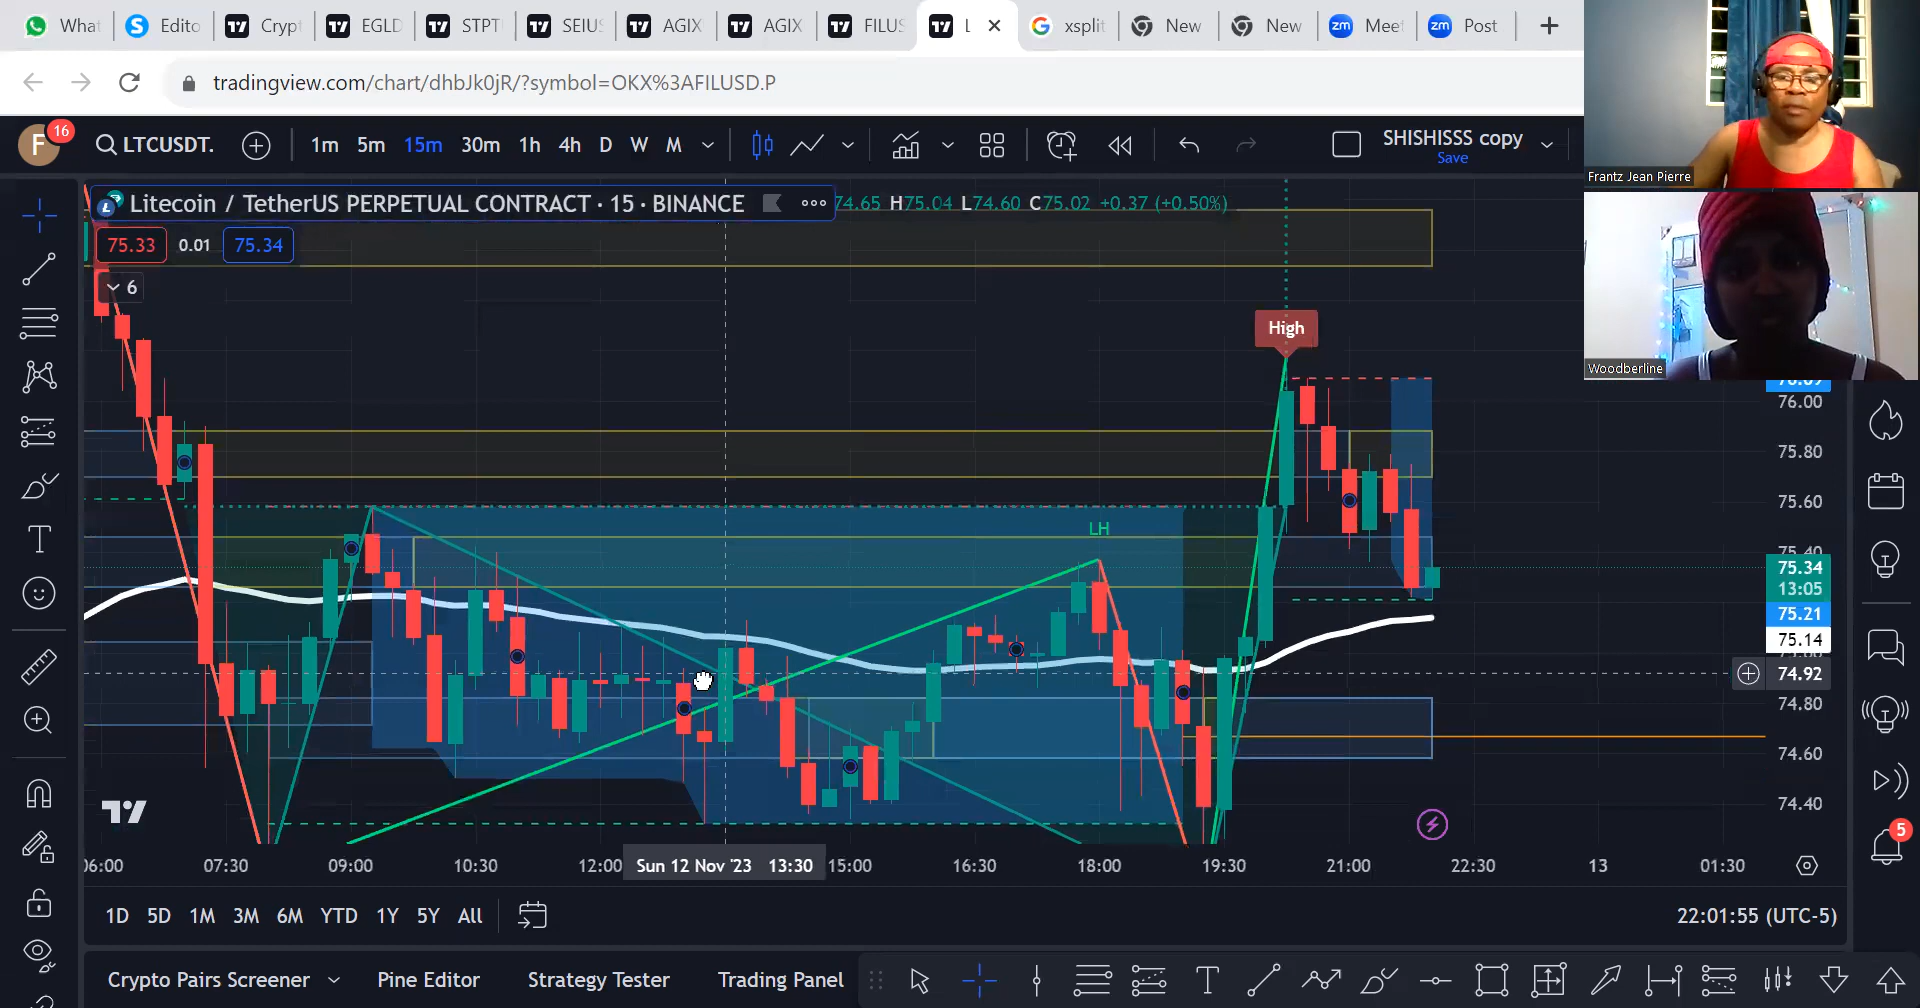 What
Edito
Crypt
EGLD
STPT
SEIUS
AGIX
AGIX
FILUS
L
xsplit
New
New
zm Meet
zm Post
tradingview.com/chart/dhbJk0jR/?symbol=OKX%3AFILUSD.P
F 16
LTCUSDT.
1m 5m 15m 30m 1h 4h D W M
SHISHISSS copy
Save
Litecoin / TetherUS PERPETUAL CONTRACT · 15 · BINANCE
74.65 H75.04 L74.60 C75.02 +0.37 (+0.50%)
75.33 0.01 75.34
6
High
LH
Frantz Jean Pierre
Woodberline
76.00
75.80
75.60
75.40
75.34
13:05
75.21
75.14
74.92
74.80
74.60
74.40
06:00 07:30 09:00 10:30 12:00 Sun 12 Nov '23 13:30 15:00 16:30 18:00 19:30 21:00 22:30 13 01:30
5
1D 5D 1M 3M 6M YTD 1Y 5Y All
22:01:55 (UTC-5)
Crypto Pairs Screener Pine Editor Strategy Tester Trading Panel